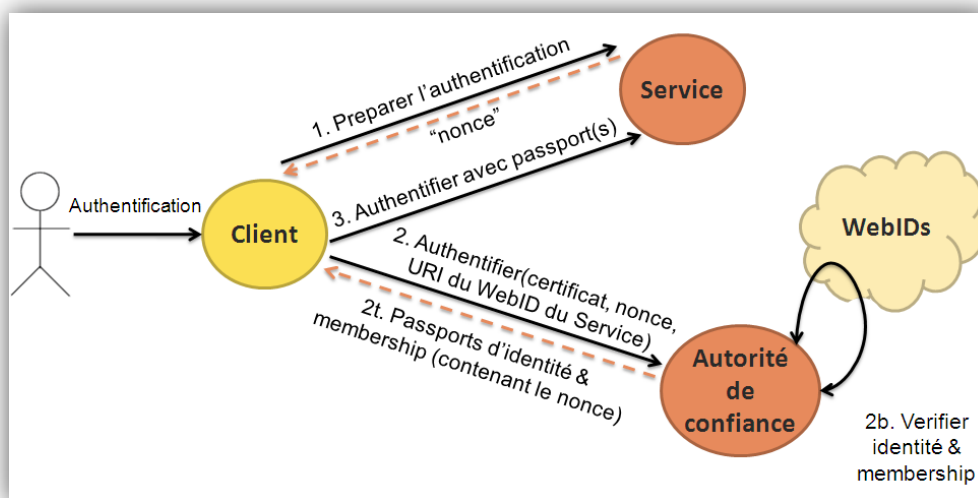 1. Preparer l'authentification
"nonce"
Service
3. Authentifier avec passport(s)
Authentification
Client
WebIDs
2. Authentifier(certificat, nonce,
URI du WebID du Service)
2t. Passports d'identité &
membership (contenant le nonce)
Autorité
de
confiance
2b. Verifier
identité &
membership